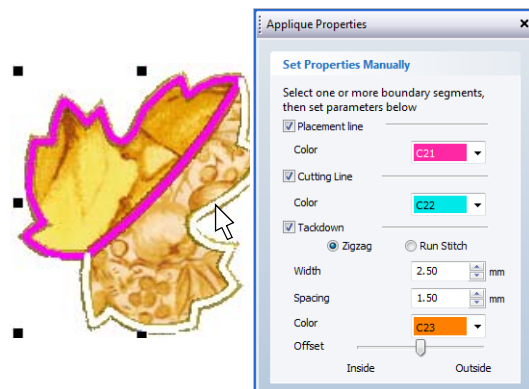 Applique Properties
Set Properties Manually
Select one or more boundary segments,
then set parameters below
Placement line
Color C21
Cutting Line
Color C22
Tackdown
Zigzag Run Stitch
Width 2.50 mm
Spacing 1.50 mm
Color C23
Offset
Inside Outside